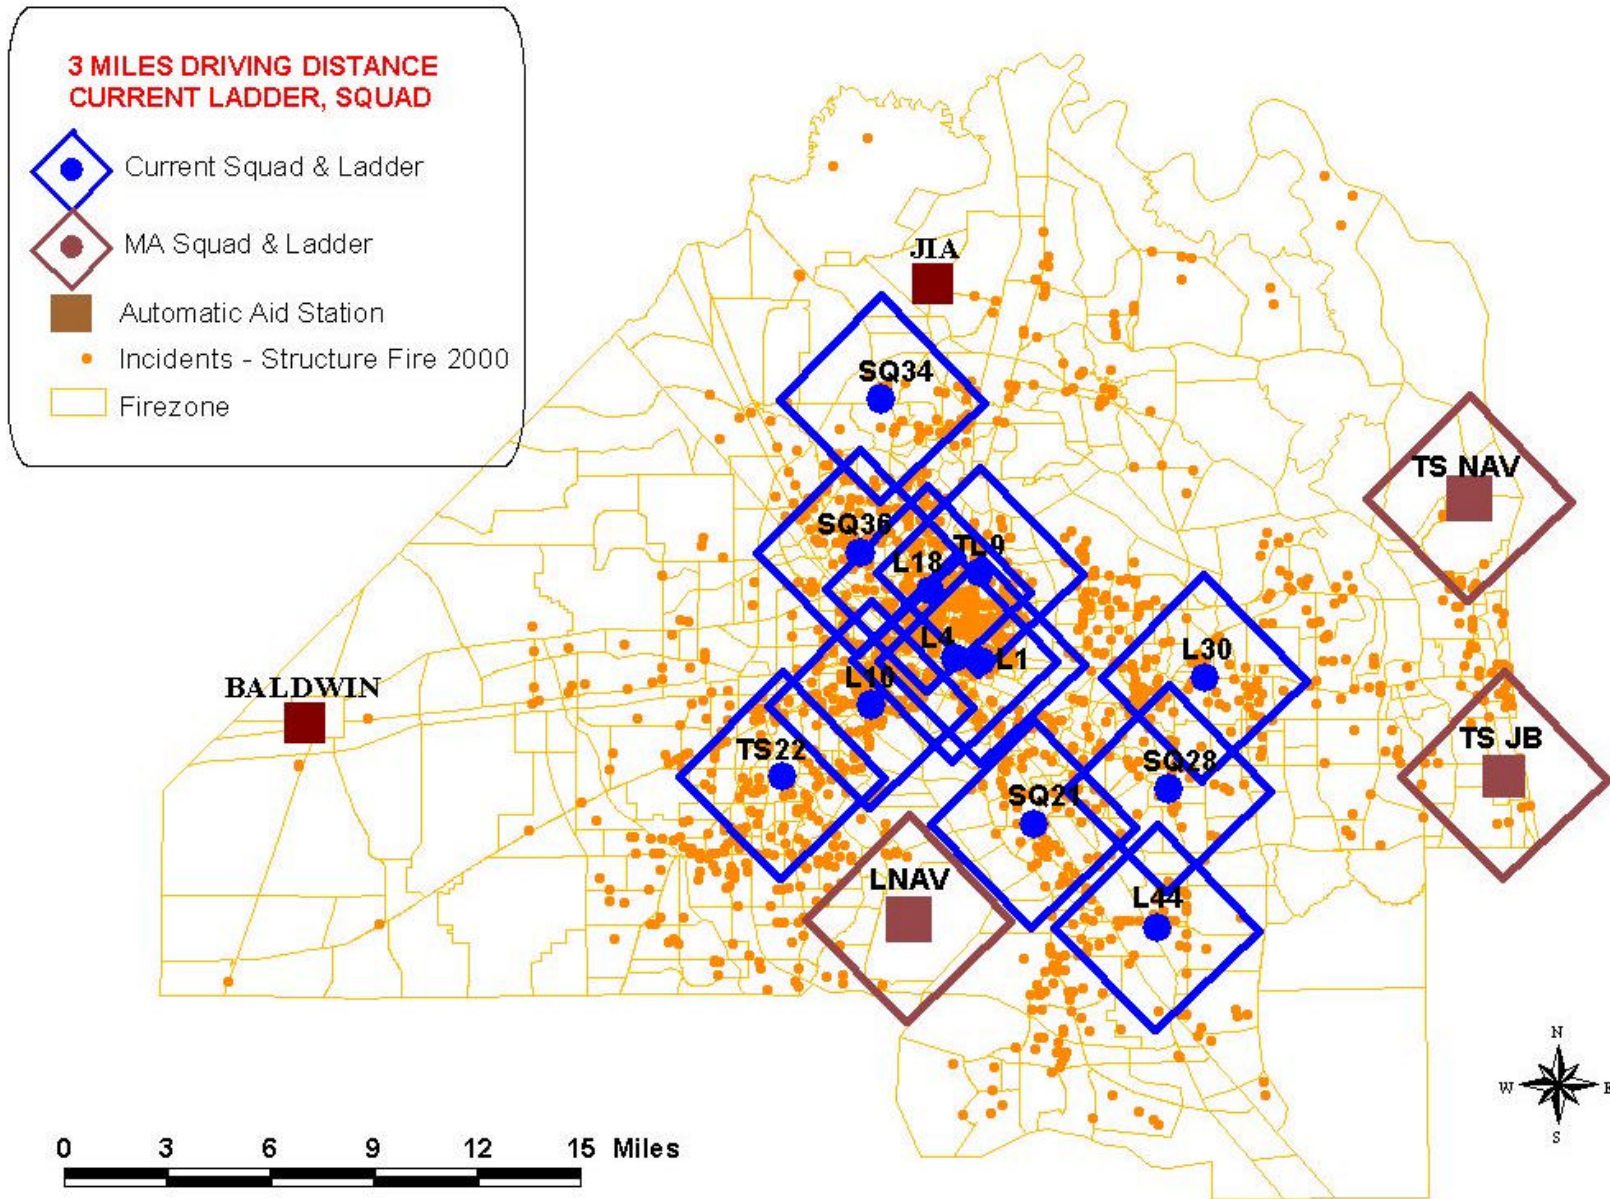 3 MILES DRIVING DISTANCE
CURRENT LADDER, SQUAD
Current Squad & Ladder
MA Squad & Ladder
Automatic Aid Station
Incidents - Structure Fire 2000
Firezone
JIA
SQ34
TS NAV
SQ36
TL9
L18
L4
L1
L30
L10
BALDWIN
TS22
TS JB
SQ28
SQ21
LNAV
L44
N
W
E
S
0 3 6 9 12 15 Miles